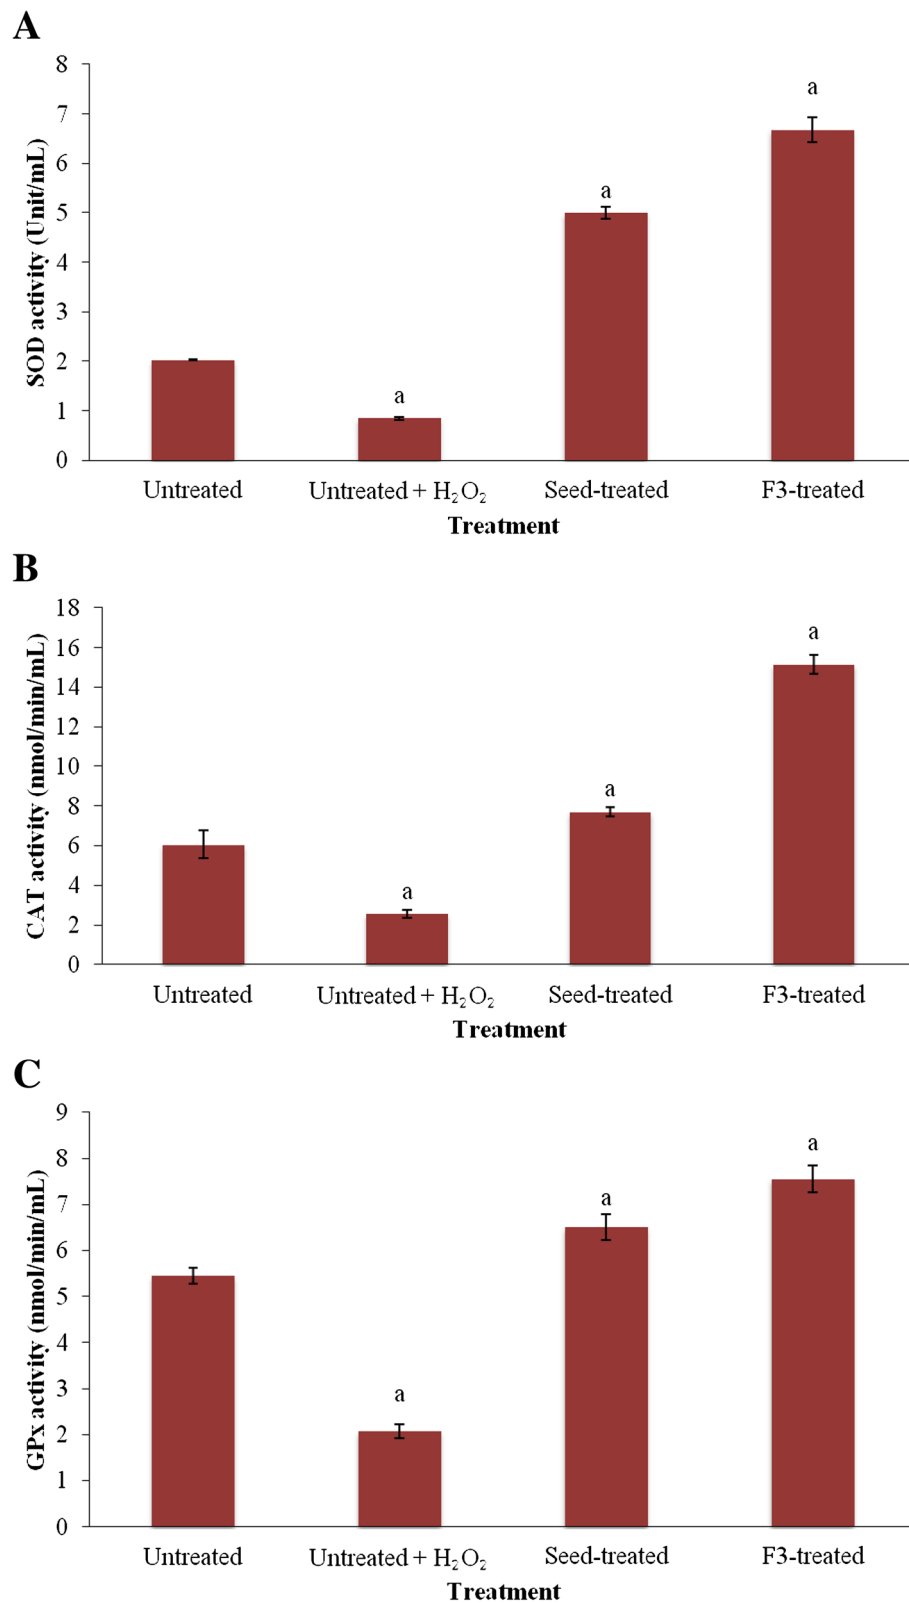 A
SOD activity (Unit/mL)
8
7
6
5
4
3
2
1
0
a
a
a
Untreated
Untreated + H₂O₂
Seed-treated
F3-treated
Treatment
B
CAT activity (nmol/min/mL)
18
16
14
12
10
8
6
4
2
0
a
a
a
Untreated
Untreated + H₂O₂
Seed-treated
F3-treated
Treatment
C
GPx activity (nmol/min/mL)
9
8
7
6
5
4
3
2
1
0
a
a
a
Untreated
Untreated + H₂O₂
Seed-treated
F3-treated
Treatment